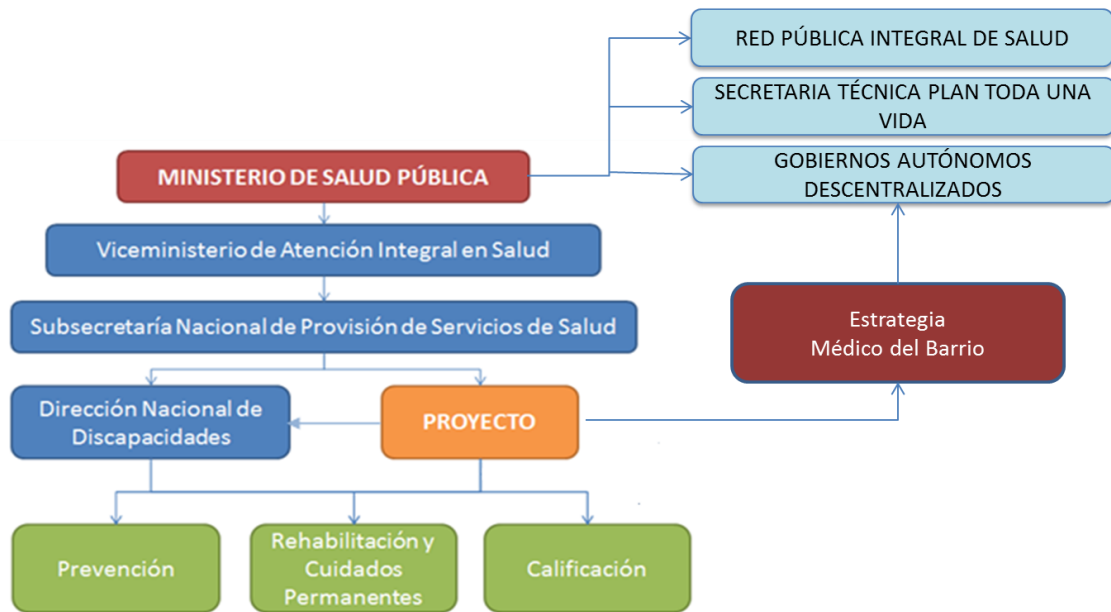 RED PÚBLICA INTEGRAL DE SALUD
SECRETARIA TÉCNICA PLAN TODA UNA
VIDA
GOBIERNOS AUTÓNOMOS
DESCENTRALIZADOS
MINISTERIO DE SALUD PÚBLICA
Viceministerio de Atención Integral en Salud
Subsecretaría Nacional de Provisión de Servicios de Salud
Estrategia
Médico del Barrio
Dirección Nacional de
Discapacidades
PROYECTO
Prevención
Rehabilitación y
Cuidados
Permanentes
Calificación